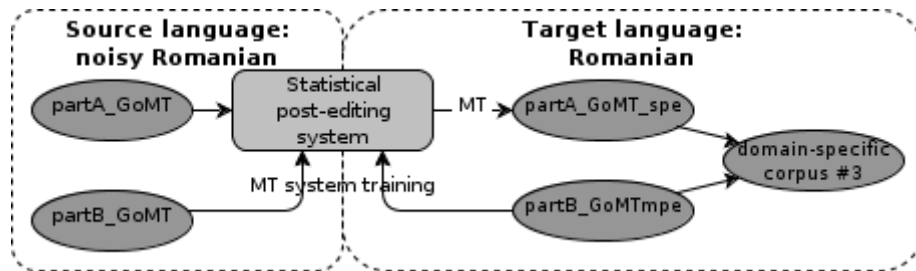 Source language:
noisy Romanian
Target language:
Romanian
partA_GoMT
Statistical
post-editing
system
MT
partA_GoMT_spe
domain-specific
corpus #3
MT system training
partB_GoMT
partB_GoMTmpe